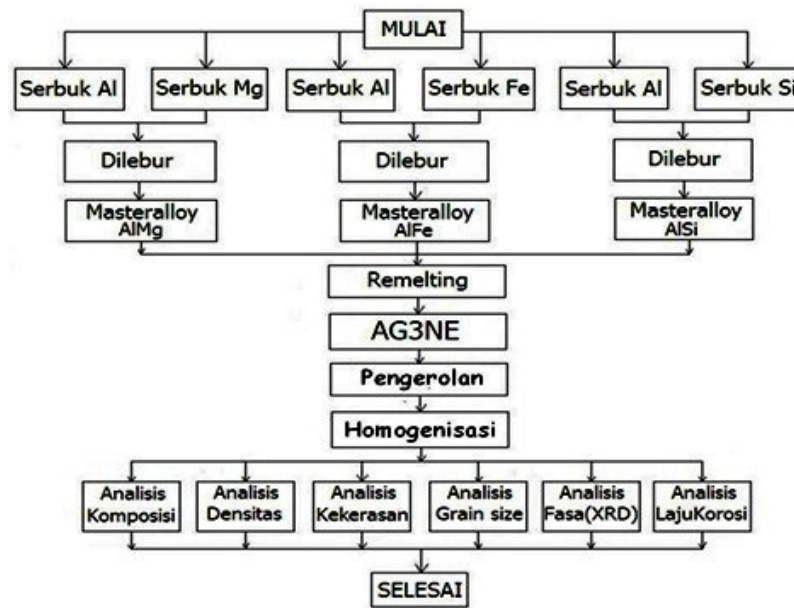 MULAI
Serbuk Al
Serbuk Mg
Serbuk Al
Serbuk Fe
Serbuk Al
Serbuk Si
Dilebur
Dilebur
Dilebur
Masteralloy
AlMg
Masteralloy
AlFe
Masteralloy
AlSi
Remelting
AG3NE
Pengerolan
Homogenisasi
Analisis
Komposisi
Analisis
Densitas
Analisis
Kekerasan
Analisis
Grain size
Analisis
Fasa(XRD)
Analisis
LajuKorosi
SELESAI